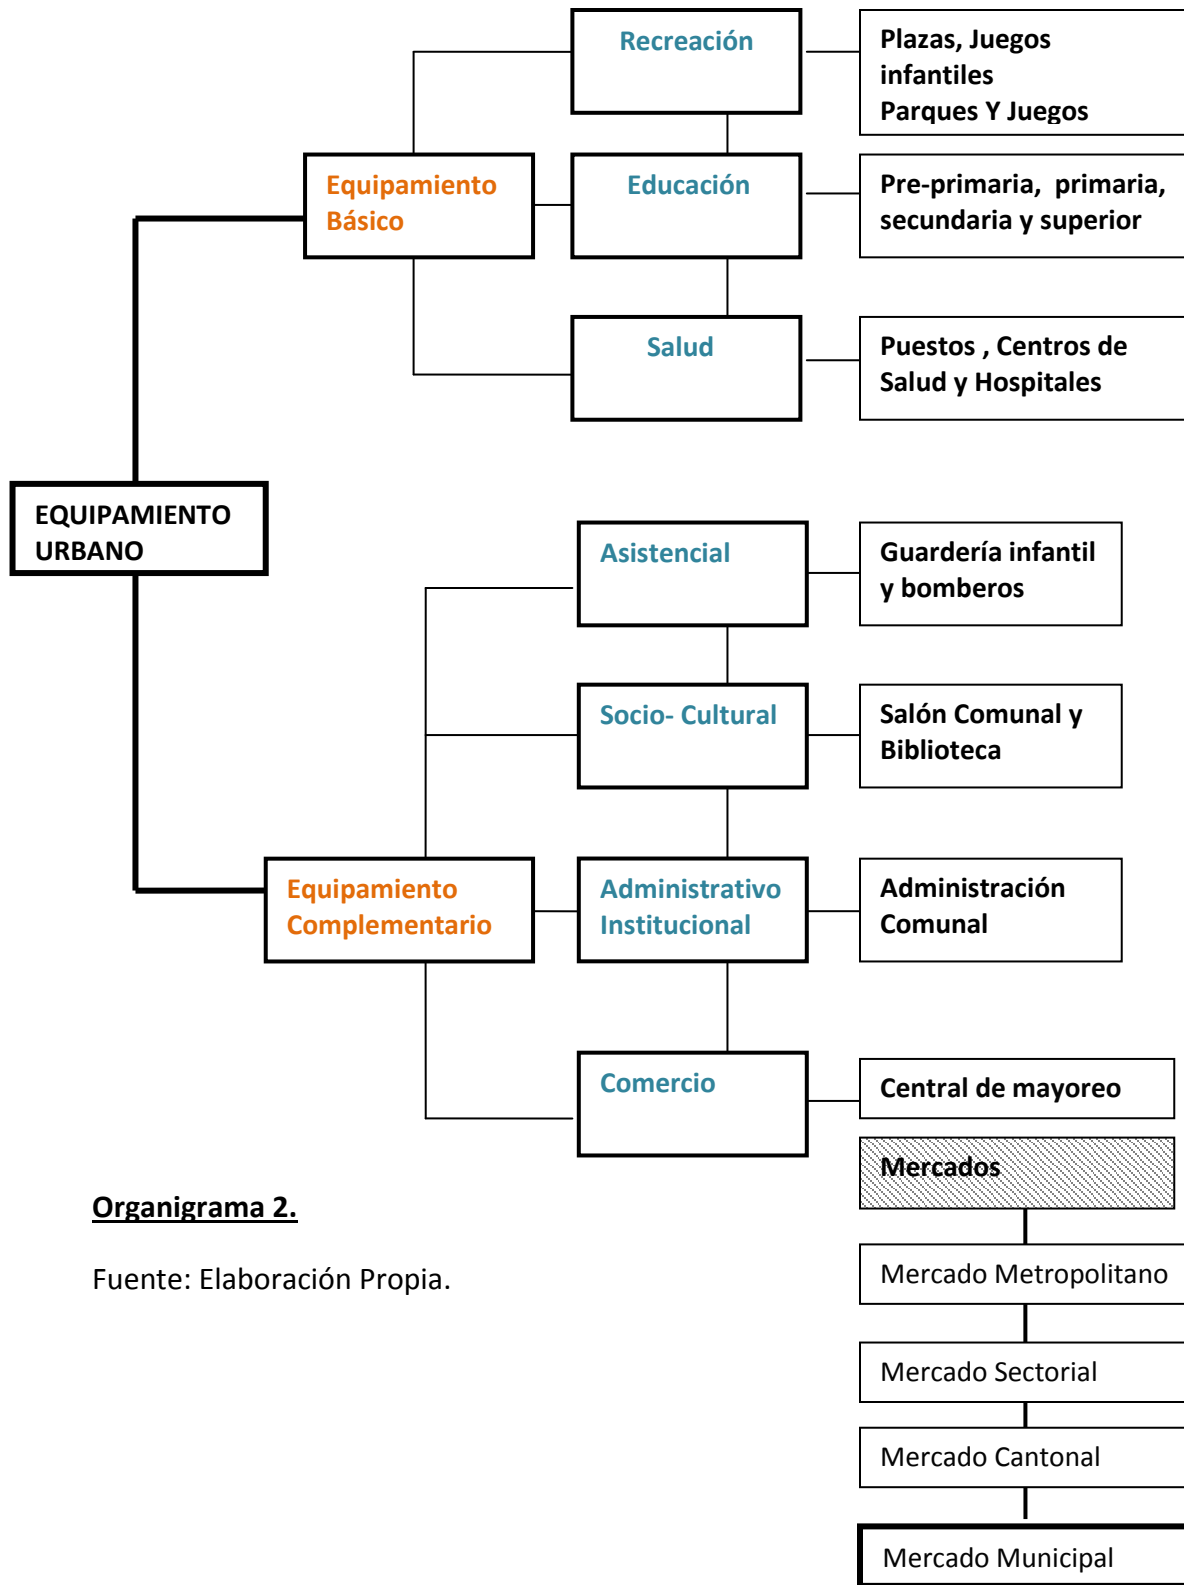 Recreación
Plazas, Juegos
infantiles
Parques Y Juegos
Equipamiento
Básico
Educación
Pre-primaria, primaria,
secundaria y superior
Salud
Puestos , Centros de
Salud y Hospitales
EQUIPAMIENTO
URBANO
Asistencial
Guardería infantil
y bomberos
Socio- Cultural
Salón Comunal y
Biblioteca
Equipamiento
Complementario
Administrativo
Institucional
Administración
Comunal
Comercio
Central de mayoreo
Mercados
Organigrama 2.
Fuente: Elaboración Propia.
Mercado Metropolitano
Mercado Sectorial
Mercado Cantonal
Mercado Municipal